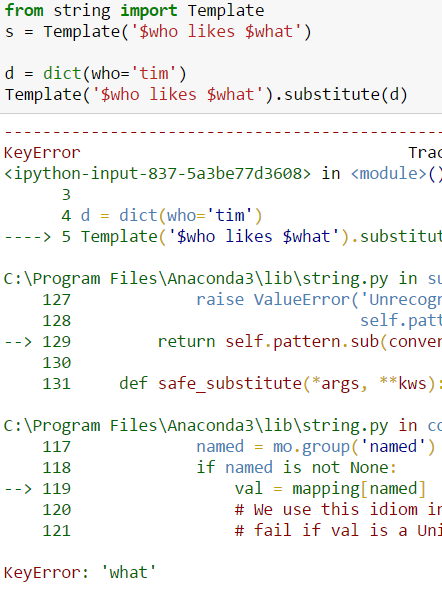 from string import Template
s = Template('$who likes $what')
d = dict(who='tim')
Template('$who likes $what').substitute(d)
---------------------------------------------
KeyError Trac
<ipython-input-837-5a3be77d3608> in <module>()
3
4 d = dict(who='tim')
----> 5 Template('$who likes $what').substitut
C:\Program Files\Anaconda3\lib\string.py in su
127 raise ValueError('Unrecogn
128 self.patt
--> 129 return self.pattern.sub(conver
130
131 def safe_substitute(*args, **kws):
C:\Program Files\Anaconda3\lib\string.py in co
117 named = mo.group('named')
118 if named is not None:
--> 119 val = mapping[named]
120 # We use this idiom in
121 # fail if val is a Uni
KeyError: 'what'